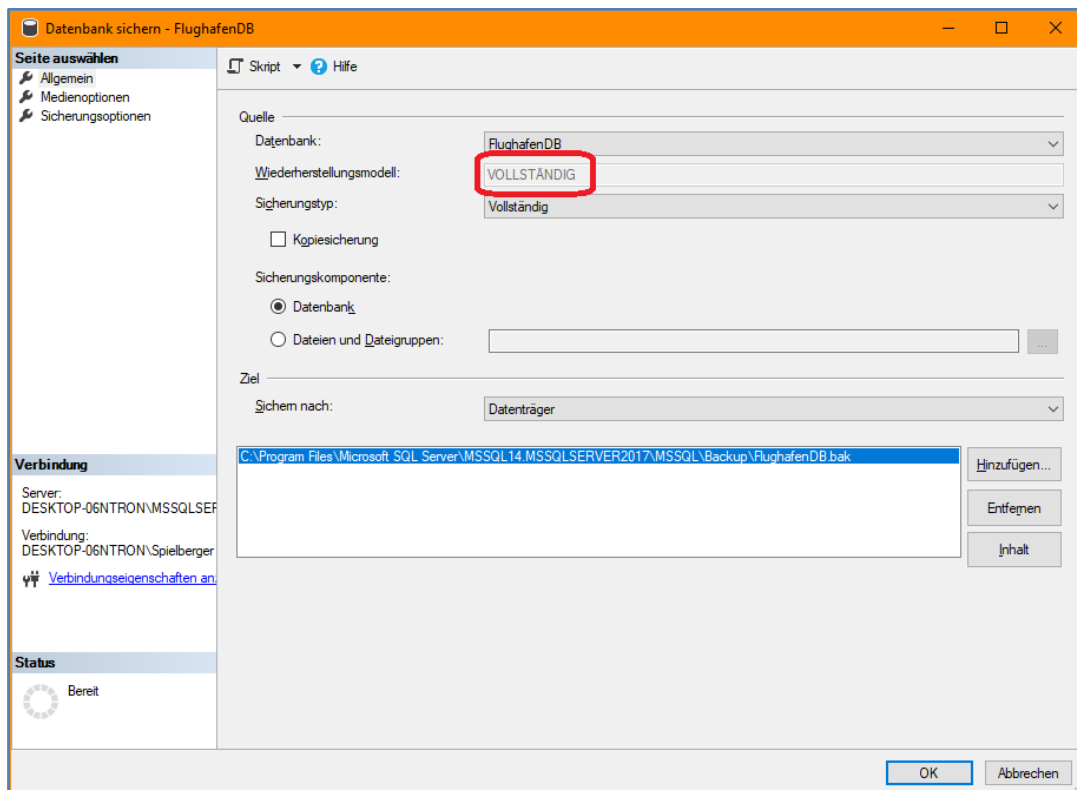 Datenbank sichern - FlughafenDB
Seite auswählen
Allgemein
Medienoptionen
Sicherungsoptionen
Skript
Hilfe
Quelle
Datenbank:
FlughafenDB
Wiederherstellungsmodell:
VOLLSTÄNDIG
Sicherungstyp:
Vollständig
Kopiesicherung
Sicherungskomponente:
Datenbank
Dateien und Dateigruppen:
...
Ziel
Sichern nach:
Datenträger
C:\Program Files\Microsoft SQL Server\MSSQL14.MSSQLSERVER2017\MSSQL\Backup\FlughafenDB.bak
Hinzufügen...
Entfernen
Inhalt
Verbindung
Server:
DESKTOP-06NTRON\MSSQLSEF
Verbindung:
DESKTOP-06NTRON\Spielberger
Verbindungseigenschaften an:
Status
Bereit
OK
Abbrechen